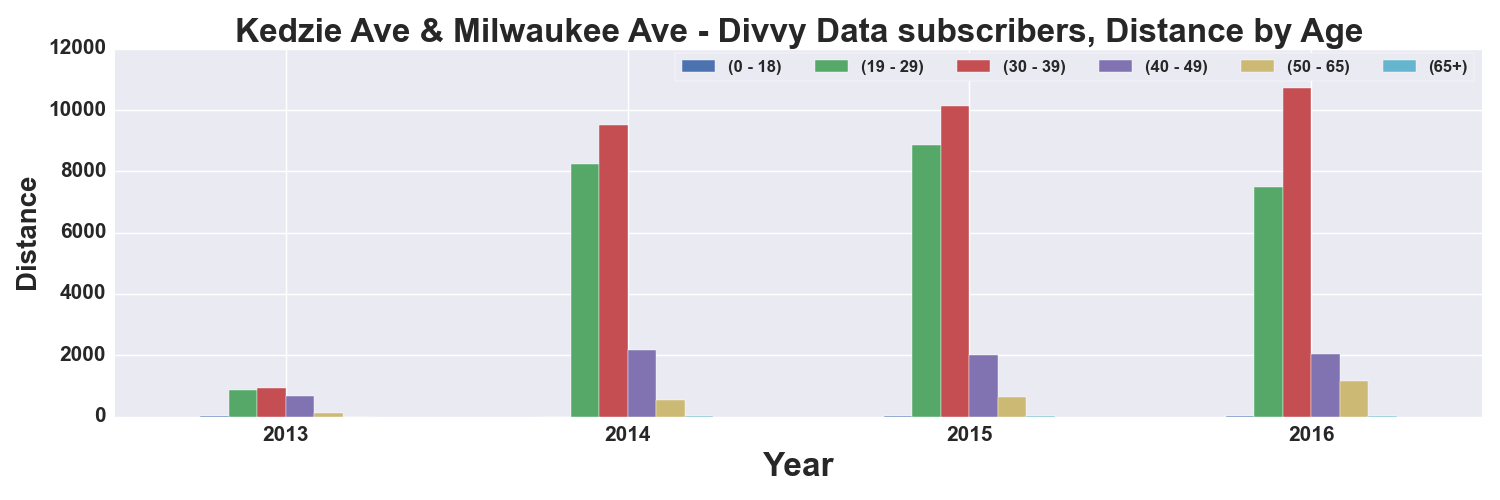 Kedzie Ave & Milwaukee Ave - Divvy Data subscribers, Distance by Age
(0 - 18) (19 - 29) (30 - 39) (40 - 49) (50 - 65) (65+)
12000
10000
8000
6000
4000
2000
0
Distance
2013 2014 2015 2016
Year